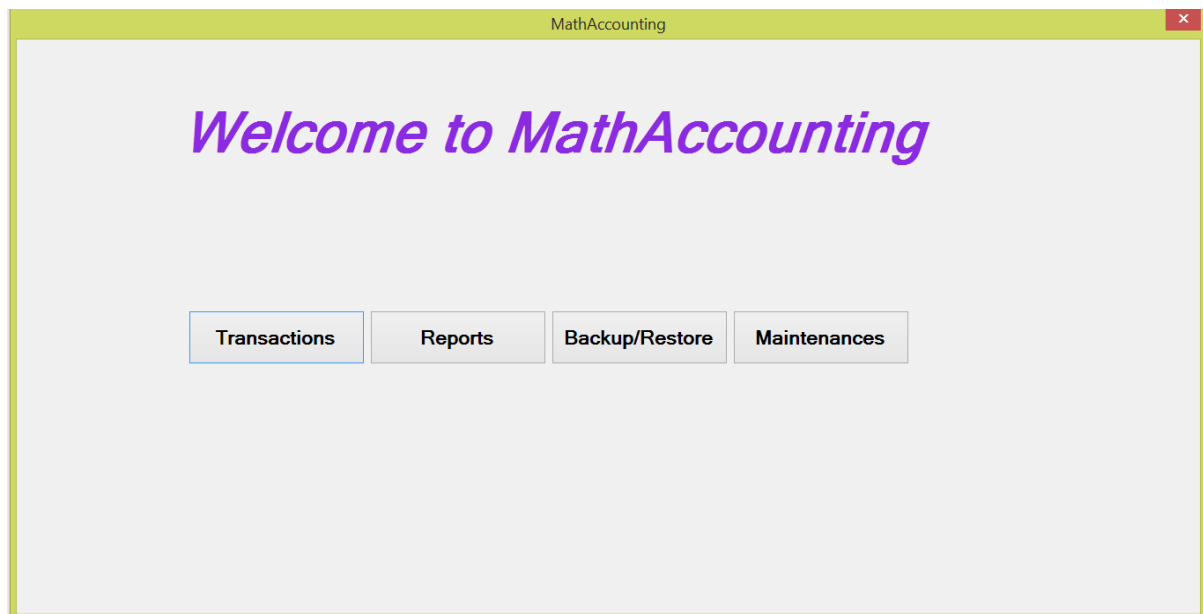 MathAccounting
Welcome to MathAccounting
Transactions Reports Backup/Restore Maintenances